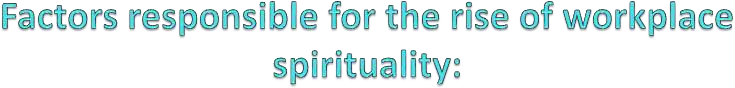 Factors responsible for the rise of workplace
spirituality: